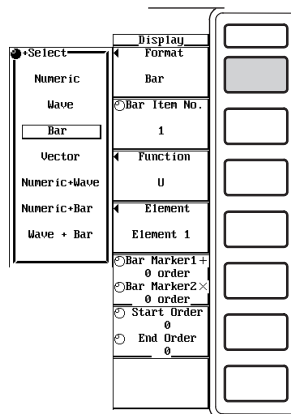 Select
Numeric
Wave
Bar
Vector
Numeric+Wave
Numeric+Bar
Wave + Bar
Display
Format
Bar
Bar Item No.
1
Function
U
Element
Element 1
Bar Marker1 +
0 order
Bar Marker2 ×
0 order
Start Order
0
End Order
0